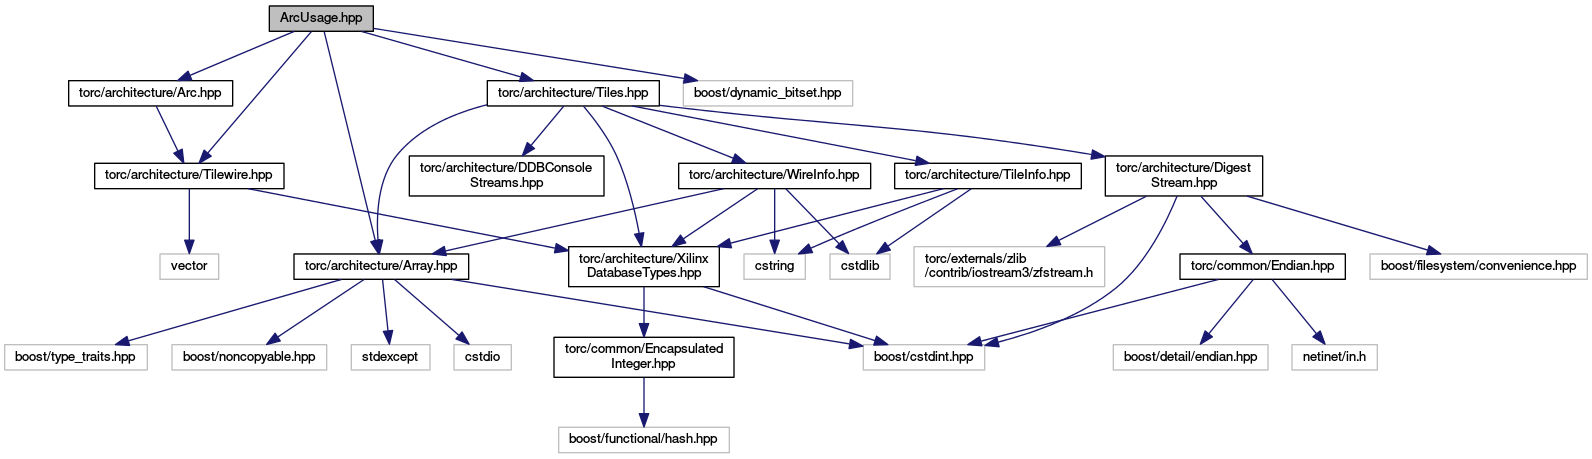 ArcUsage.hpp
torc/architecture/Arc.hpp
torc/architecture/Tiles.hpp
boost/dynamic_bitset.hpp
torc/architecture/Tilewire.hpp
torc/architecture/DDBConsole
Streams.hpp
torc/architecture/WireInfo.hpp
torc/architecture/TileInfo.hpp
torc/architecture/Digest
Stream.hpp
vector
torc/architecture/Array.hpp
torc/architecture/Xilinx
DatabaseTypes.hpp
cstring
cstdlib
torc/externals/zlib
/contrib/iostream3/zfstream.h
torc/common/Endian.hpp
boost/filesystem/convenience.hpp
boost/type_traits.hpp
boost/noncopyable.hpp
stdexcept
cstdio
torc/common/Encapsulated
Integer.hpp
boost/cstdint.hpp
boost/detail/endian.hpp
netinet/in.h
boost/functional/hash.hpp